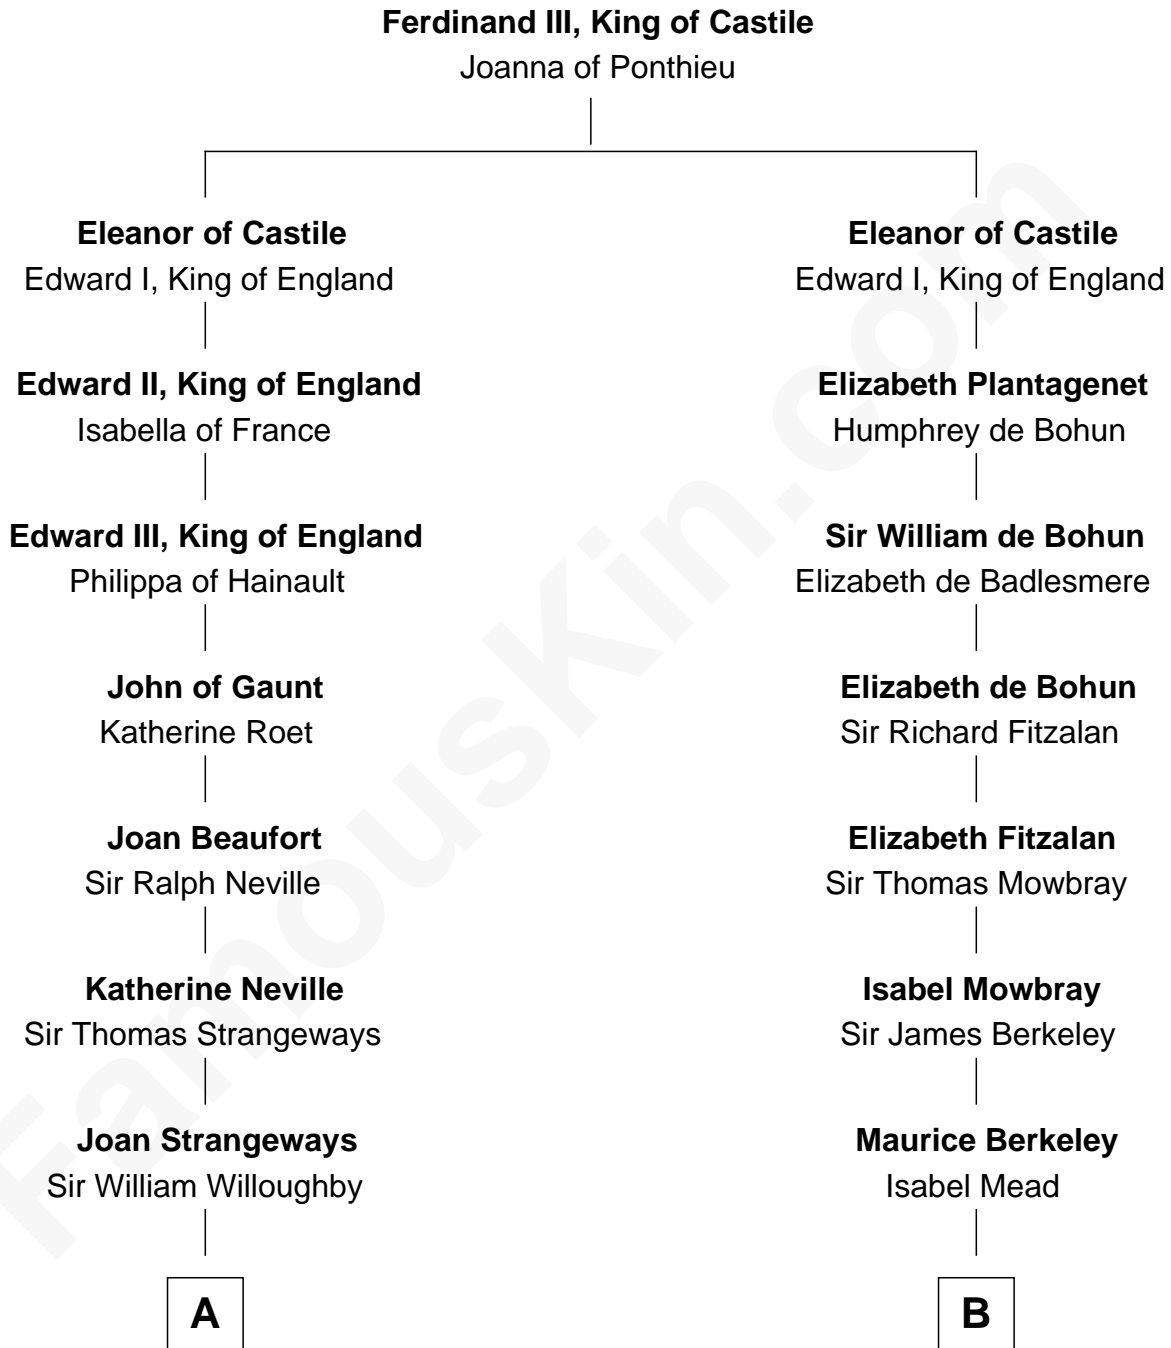 Ferdinand III, King of Castile
Joanna of Ponthieu
Eleanor of Castile
Edward I, King of England
Edward II, King of England
Isabella of France
Edward III, King of England
Philippa of Hainault
John of Gaunt
Katherine Roet
Joan Beaufort
Sir Ralph Neville
Katherine Neville
Sir Thomas Strangeways
Joan Strangeways
Sir William Willoughby
A
Eleanor of Castile
Edward I, King of England
Elizabeth Plantagenet
Humphrey de Bohun
Sir William de Bohun
Elizabeth de Badlesmere
Elizabeth de Bohun
Sir Richard Fitzalan
Elizabeth Fitzalan
Sir Thomas Mowbray
Isabel Mowbray
Sir James Berkeley
Maurice Berkeley
Isabel Mead
B
FamousKin.com